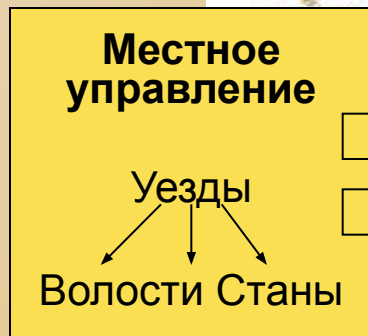 Местное
управление
Уезды
Волости Станы